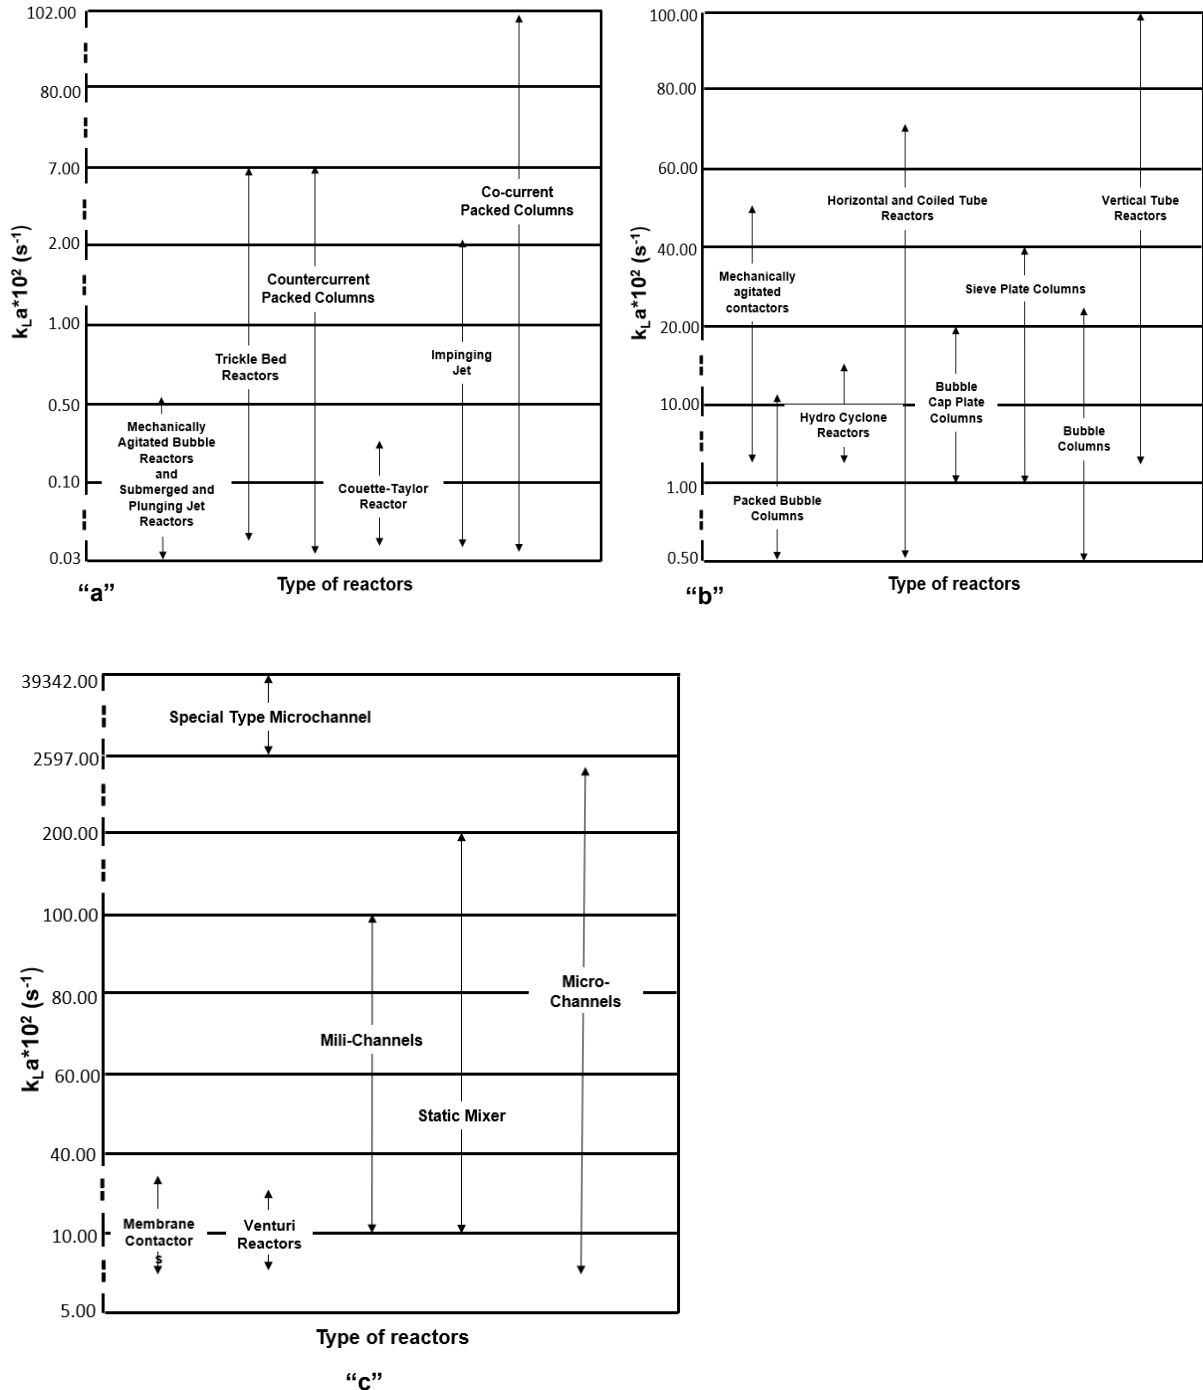 102.00
80.00
7.00
2.00
1.00
0.50
0.10
0.03
kLa*10² (s⁻¹)
Co-current
Packed Columns
Countercurrent
Packed Columns
Trickle Bed
Reactors
Impinging
Jet
Mechanically
Agitated Bubble
Reactors
and
Submerged and
Plunging Jet
Reactors
Couette-Taylor
Reactor
Type of reactors
“a”
100.00
80.00
60.00
40.00
20.00
10.00
1.00
0.50
kLa*10² (s⁻¹)
Horizontal and Coiled Tube
Reactors
Vertical Tube
Reactors
Mechanically
agitated
contactors
Sieve Plate Columns
Bubble
Cap Plate
Columns
Hydro Cyclone
Reactors
Bubble
Columns
Packed Bubble
Columns
Type of reactors
“b”
39342.00
2597.00
200.00
100.00
80.00
60.00
40.00
10.00
5.00
kLa*10² (s⁻¹)
Special Type Microchannel
Micro-
Channels
Mili-Channels
Static Mixer
Membrane
Contactor
s
Venturi
Reactors
Type of reactors
“c”